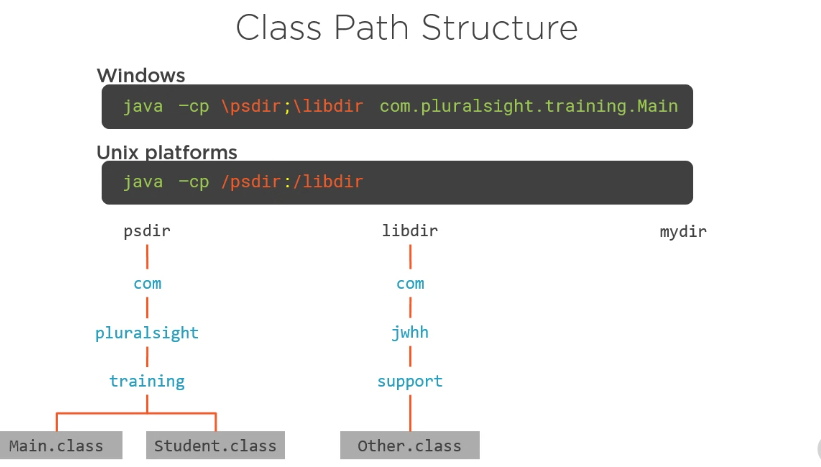 Class Path Structure
Windows
java -cp \psdir;\libdir com.pluralsight.training.Main
Unix platforms
java -cp /psdir:/libdir
psdir libdir mydir
com com
pluralsight jwhh
training support
Main.class Student.class Other.class